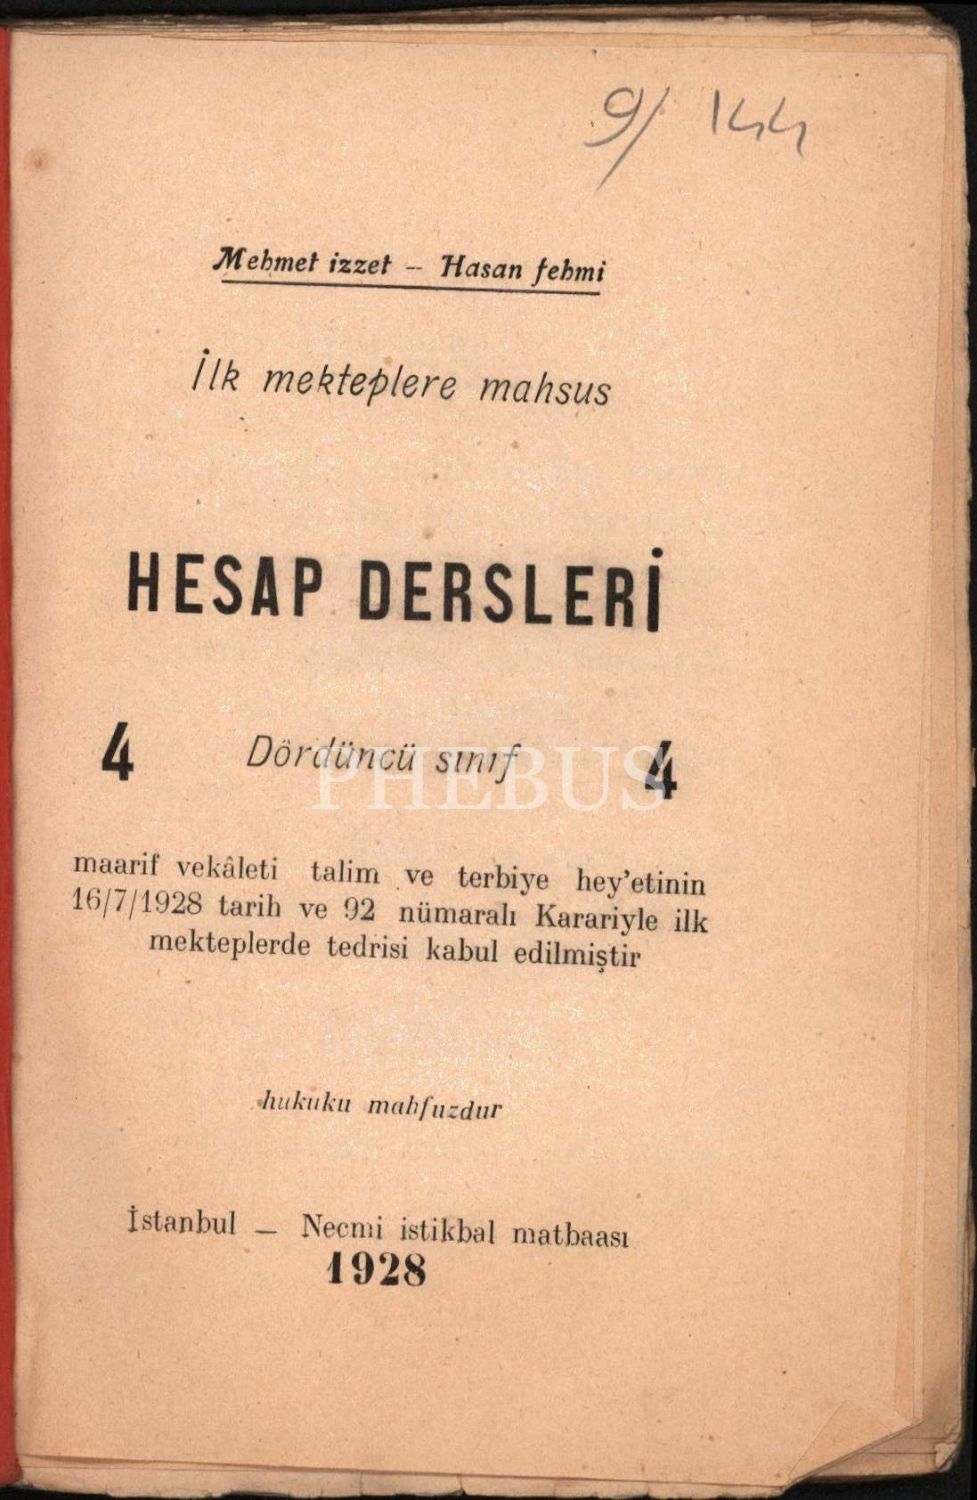 9/ 144
Mehmet izzet – Hasan fehmi
İlk mekteplere mahsus
HESAP DERSLERİ
4 Dördüncü sınıf 4
PHEBUS
maarif vekâleti talim ve terbiye hey'etinin
16/7/1928 tarih ve 92 nümaralı Karariyle ilk
mekteplerde tedrisi kabul edilmiştir
hukuku mahfuzdur
İstanbul — Necmi istikbal matbaası
1928